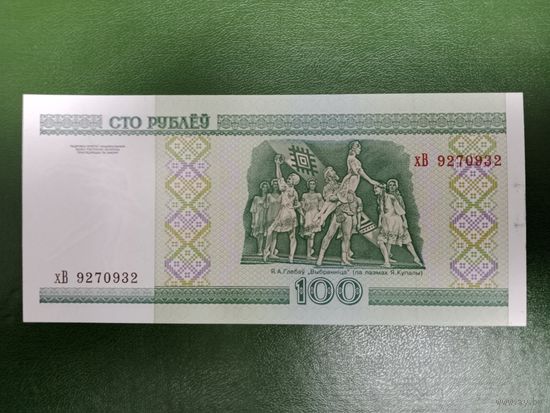 СТО РУБЛЁЎ
хВ 9270932
хВ 9270932
Я.А.Глебаў „Выбранніца" (па паэмах Я.Купалы)
100